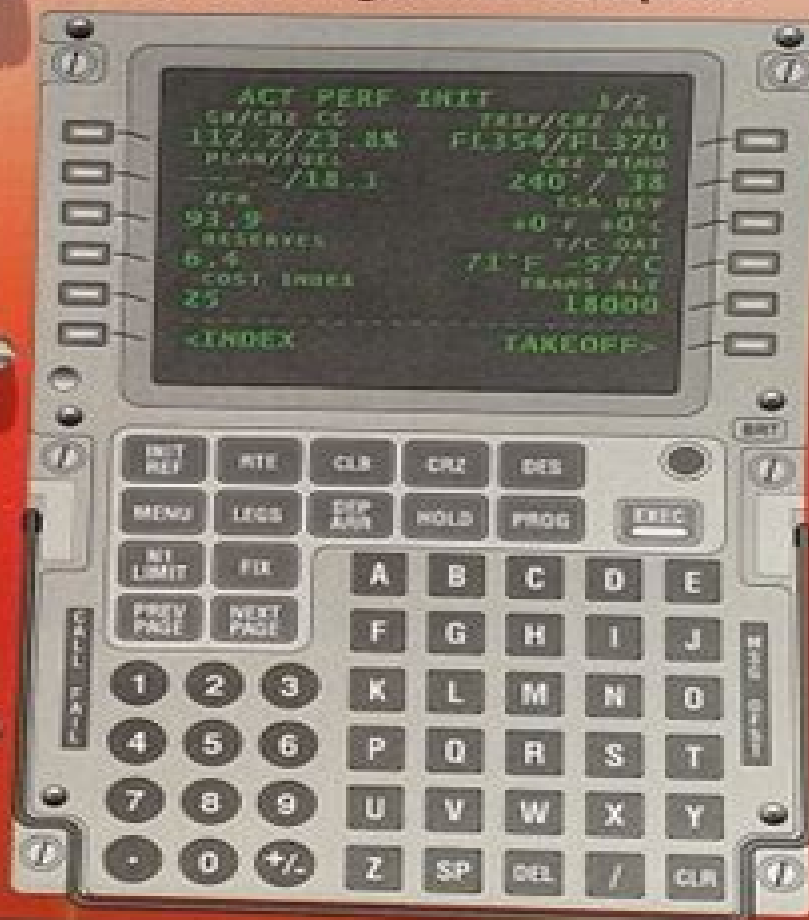 ACT PERF INIT 1/2
GW/CRZ CG TRIP/CRZ ALT
112.2/23.8% FL354/FL370
PLAN/FUEL CRZ WIND
---.-/18.3 240°/ 38
ZFW ISA DEV
93.9 +0°F +0°C
RESERVES T/C OAT
6.4 71°F -57°C
COST INDEX TRANS ALT
25 18000
<INDEX TAKEOFF>
BRT
INIT REF RTE CLB CRZ DES
MENU LEGS DEP ARR HOLD PROG EXEC
N1 LIMIT FIX
PREV PAGE NEXT PAGE
A B C D E
F G H I J
K L M N O
P Q R S T
U V W X Y
Z SP DEL / CLR
1 2 3
4 5 6
7 8 9
. 0 +/-
CALL FAIL
MSG OFST